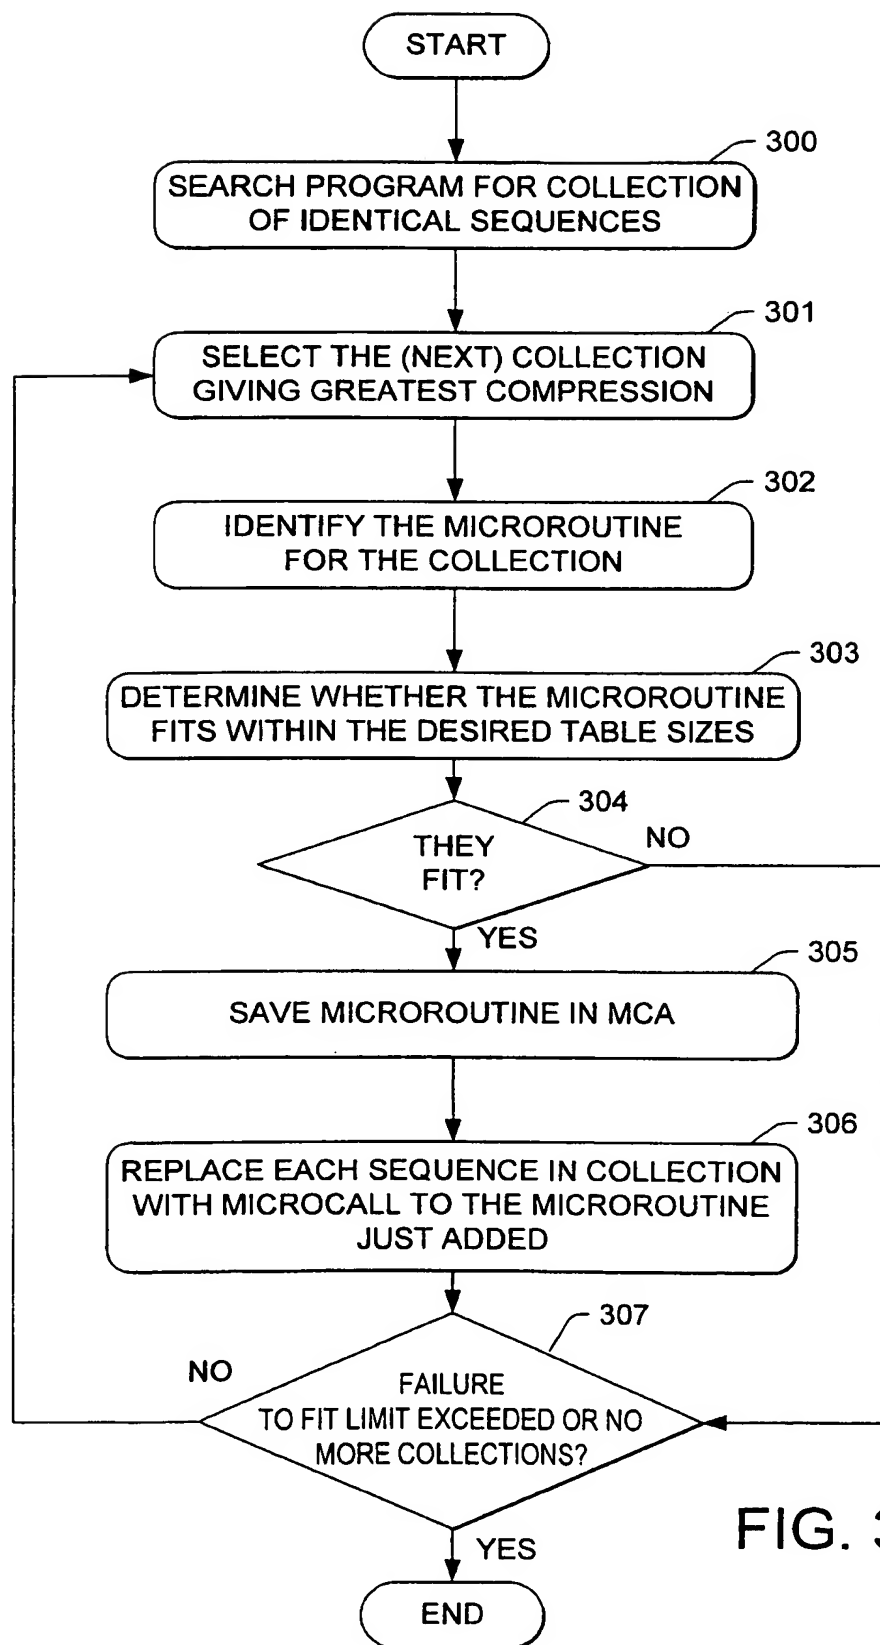 START
300
SEARCH PROGRAM FOR COLLECTION
OF IDENTICAL SEQUENCES
301
SELECT THE (NEXT) COLLECTION
GIVING GREATEST COMPRESSION
302
IDENTIFY THE MICROROUTINE
FOR THE COLLECTION
303
DETERMINE WHETHER THE MICROROUTINE
FITS WITHIN THE DESIRED TABLE SIZES
304
THEY
FIT?
NO
YES
305
SAVE MICROROUTINE IN MCA
306
REPLACE EACH SEQUENCE IN COLLECTION
WITH MICROCALL TO THE MICROROUTINE
JUST ADDED
307
NO
FAILURE
TO FIT LIMIT EXCEEDED OR NO
MORE COLLECTIONS?
YES
FIG. 3
END